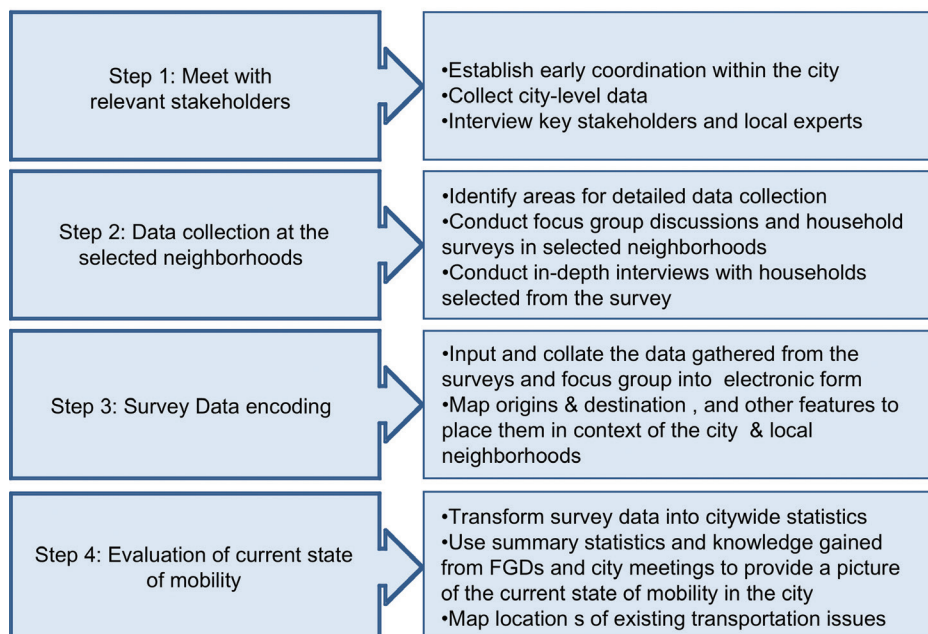 Step 1: Meet with
relevant stakeholders
•Establish early coordination within the city
•Collect city-level data
•Interview key stakeholders and local experts
Step 2: Data collection at the
selected neighborhoods
•Identify areas for detailed data collection
•Conduct focus group discussions and household
surveys in selected neighborhoods
•Conduct in-depth interviews with households
selected from the survey
Step 3: Survey Data encoding
•Input and collate the data gathered from the
surveys and focus group into  electronic form
•Map origins & destination , and other features to
place them in context of the city  & local
neighborhoods
Step 4: Evaluation of current state
of mobility
•Transform survey data into citywide statistics
•Use summary statistics and knowledge gained
from FGDs and city meetings to provide a picture
of the current state of mobility in the city
•Map location s of existing transportation issues